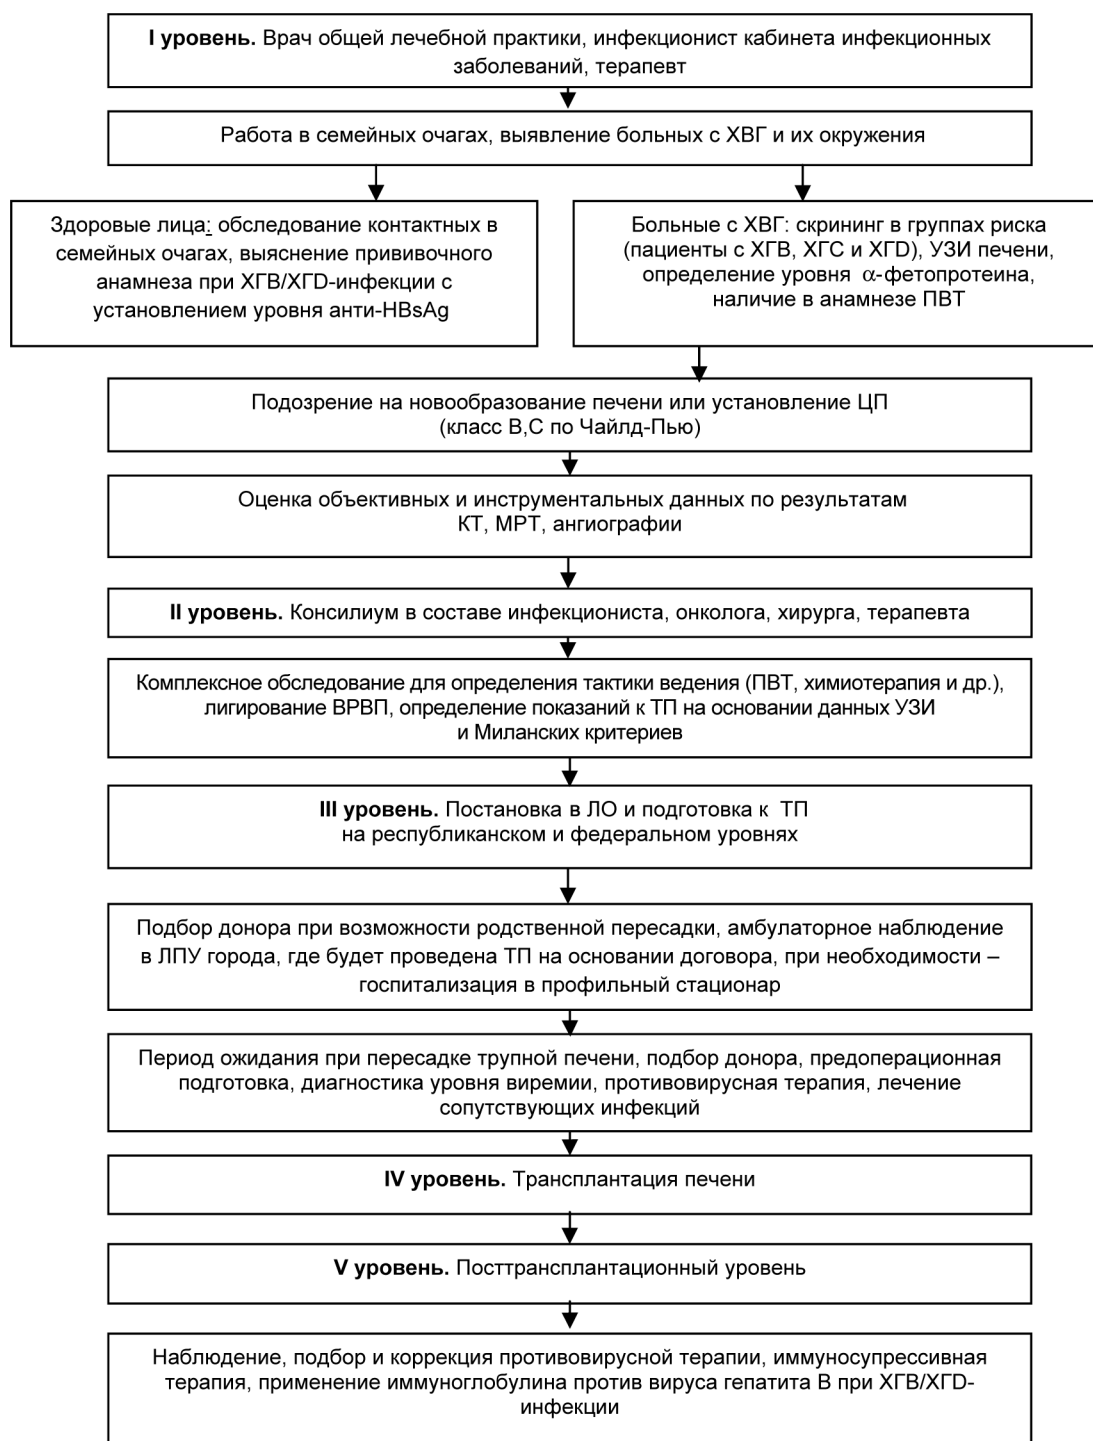 I уровень. Врач общей лечебной практики, инфекционист кабинета инфекционных
заболеваний, терапевт
Работа в семейных очагах, выявление больных с ХВГ и их окружения
Здоровые лица: обследование контактных в
семейных очагах, выяснение прививочного
анамнеза при ХГВ/ХГD-инфекции с
установлением уровня анти-HBsAg
Больные с ХВГ: скрининг в группах риска
(пациенты с ХГВ, ХГС и ХГD), УЗИ печени,
определение уровня α-фетопротеина,
наличие в анамнезе ПВТ
Подозрение на новообразование печени или установление ЦП
(класс В,С по Чайлд-Пью)
Оценка объективных и инструментальных данных по результатам
КТ, МРТ, ангиографии
II уровень. Консилиум в составе инфекциониста, онколога, хирурга, терапевта
Комплексное обследование для определения тактики ведения (ПВТ, химиотерапия и др.),
лигирование ВРВП, определение показаний к ТП на основании данных УЗИ
и Миланских критериев
III уровень. Постановка в ЛО и подготовка к ТП
на республиканском и федеральном уровнях
Подбор донора при возможности родственной пересадки, амбулаторное наблюдение
в ЛПУ города, где будет проведена ТП на основании договора, при необходимости –
госпитализация в профильный стационар
Период ожидания при пересадке трупной печени, подбор донора, предоперационная
подготовка, диагностика уровня виремии, противовирусная терапия, лечение
сопутствующих инфекций
IV уровень. Трансплантация печени
V уровень. Посттрансплантационный уровень
Наблюдение, подбор и коррекция противовирусной терапии, иммуносупрессивная
терапия, применение иммуноглобулина против вируса гепатита В при ХГВ/ХГD-
инфекции